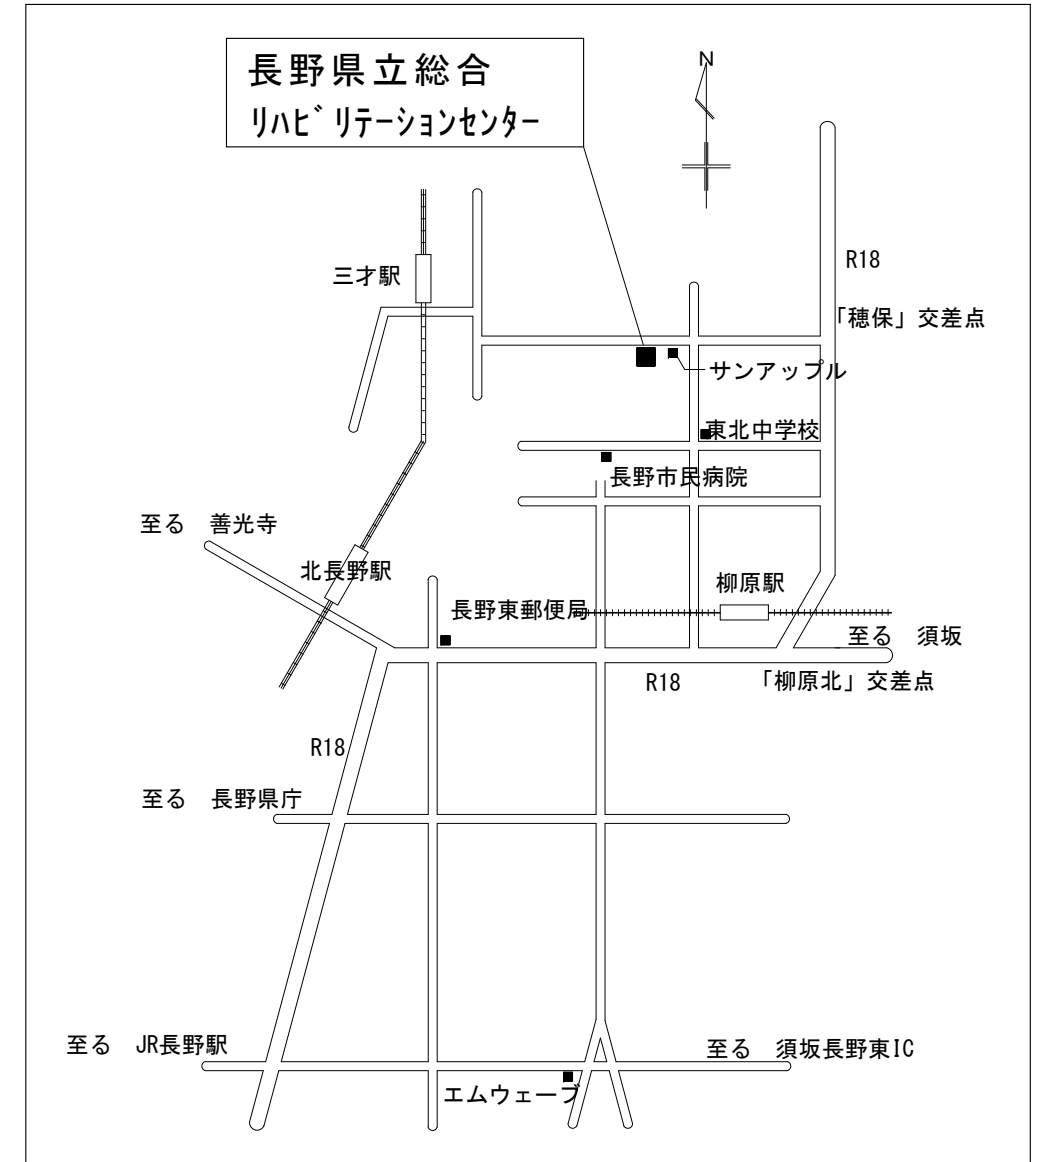 長野県立総合
リハビリテーションセンター
N
R18
三才駅
「穂保」交差点
サンアップル
東北中学校
長野市民病院
至る　善光寺
北長野駅
柳原駅
長野東郵便局
至る　須坂
R18
「柳原北」交差点
R18
至る　長野県庁
至る　JR長野駅
至る　須坂長野東IC
エムウェーブ